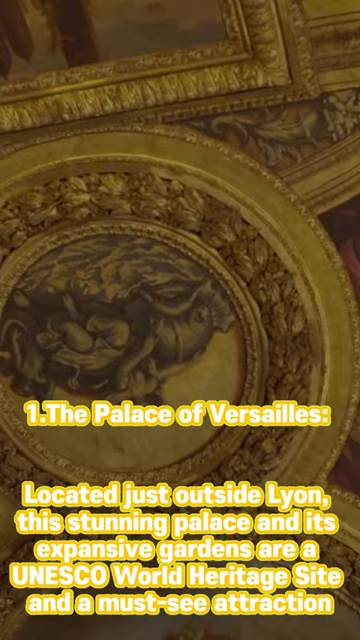 1.The Palace of Versailles:
Located just outside Lyon,
this stunning palace and its
expansive gardens are a
UNESCO World Heritage Site
and a must-see attraction